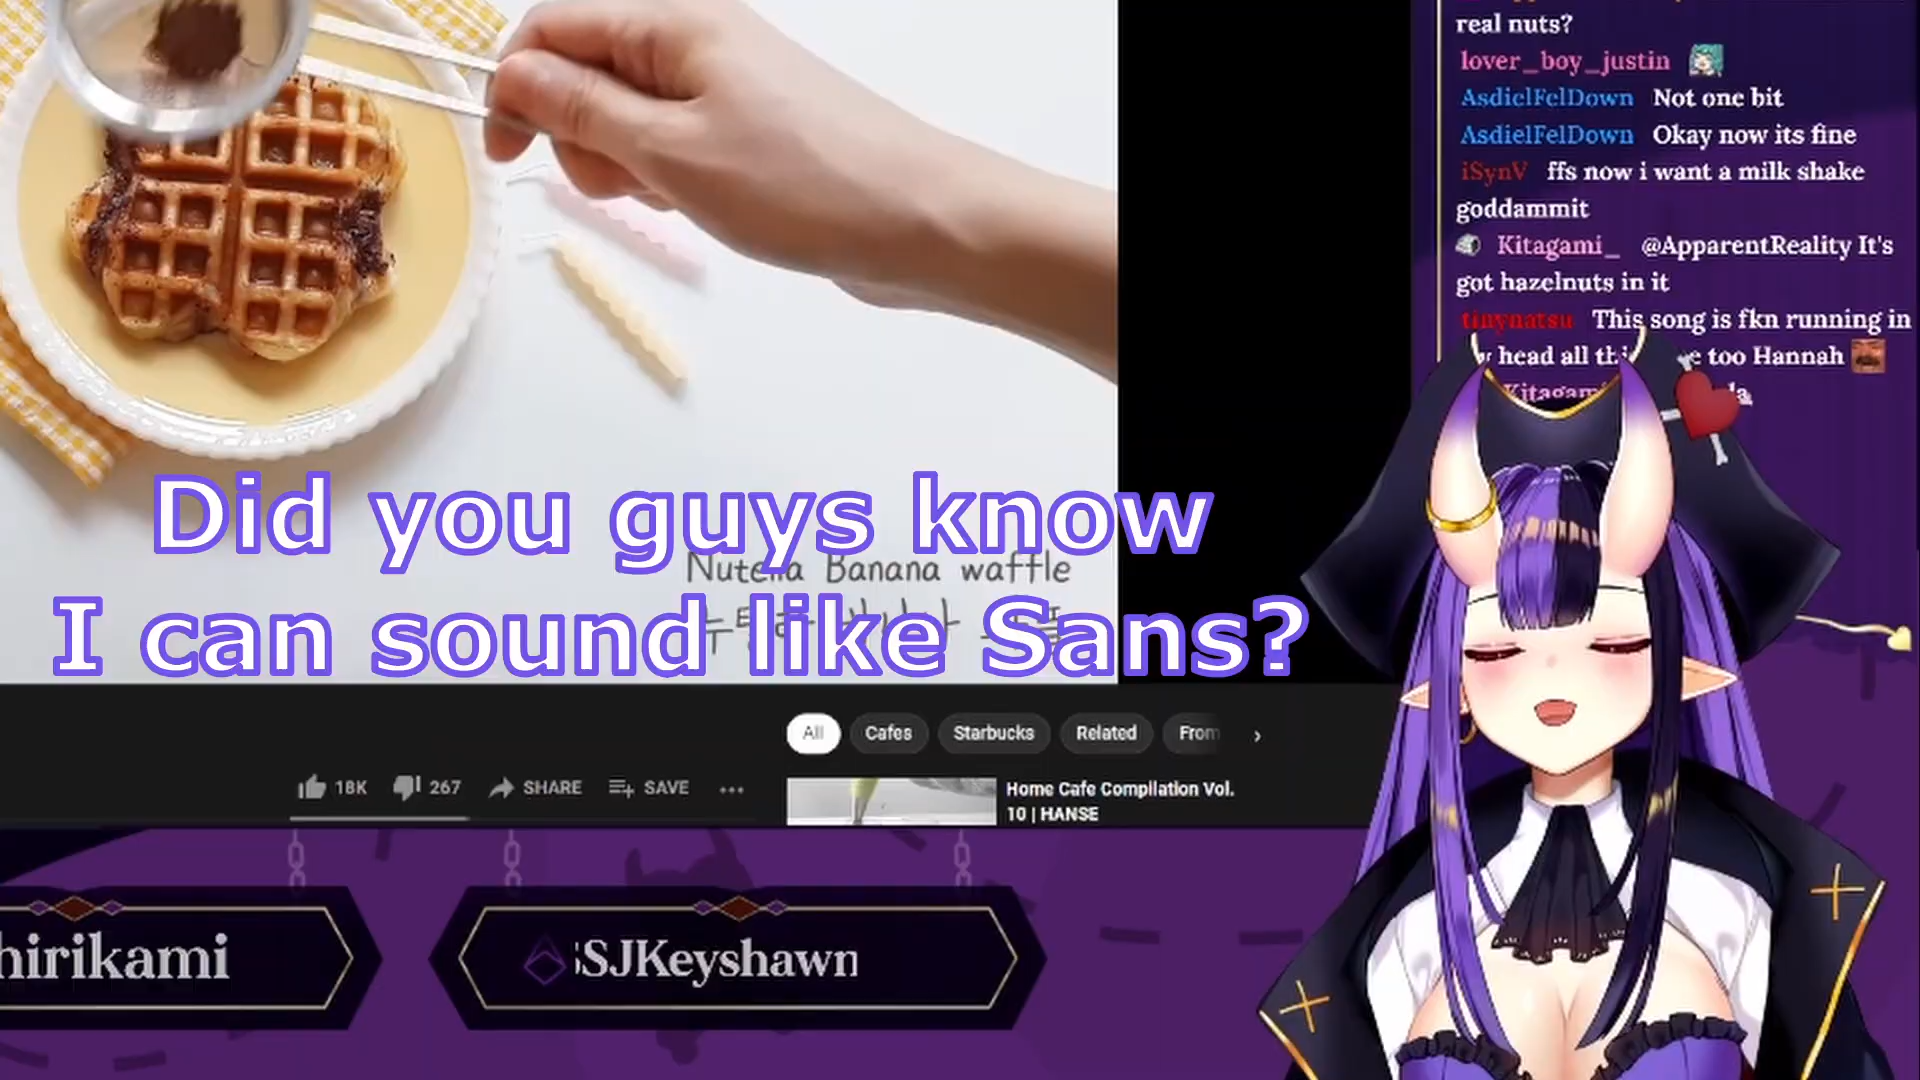 real nuts?
lover_boy_justin
AsdielFelDown Not one bit
AsdielFelDown Okay now its fine
iSynV ffs now i want a milk shake
goddammit
Kitagami_ @ApparentReality It's
got hazelnuts in it
tinynatsu This song is fkn running in
head all too Hannah
Did you guys know
Nutella Banana waffle
I can sound like Sans?
All Cafes Starbucks Related From
18K 267 SHARE SAVE
Home Cafe Compilation Vol.
10 | HANSE
hirikami
SJKeyshawn